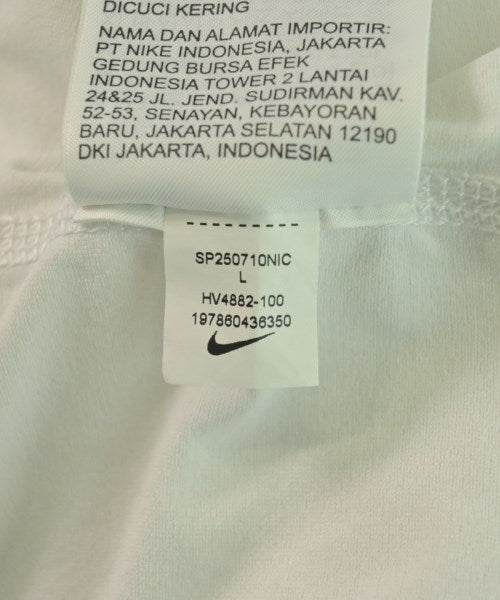 DICUCI KERING
NAMA DAN ALAMAT IMPORTIR:
PT NIKE INDONESIA, JAKARTA
GEDUNG BURSA EFEK
INDONESIA TOWER 2 LANTAI
24&25 JL. JEND. SUDIRMAN KAV.
52-53, SENAYAN, KEBAYORAN
BARU, JAKARTA SELATAN 12190
DKI JAKARTA, INDONESIA
SP250710NIC
L
HV4882-100
197860436350